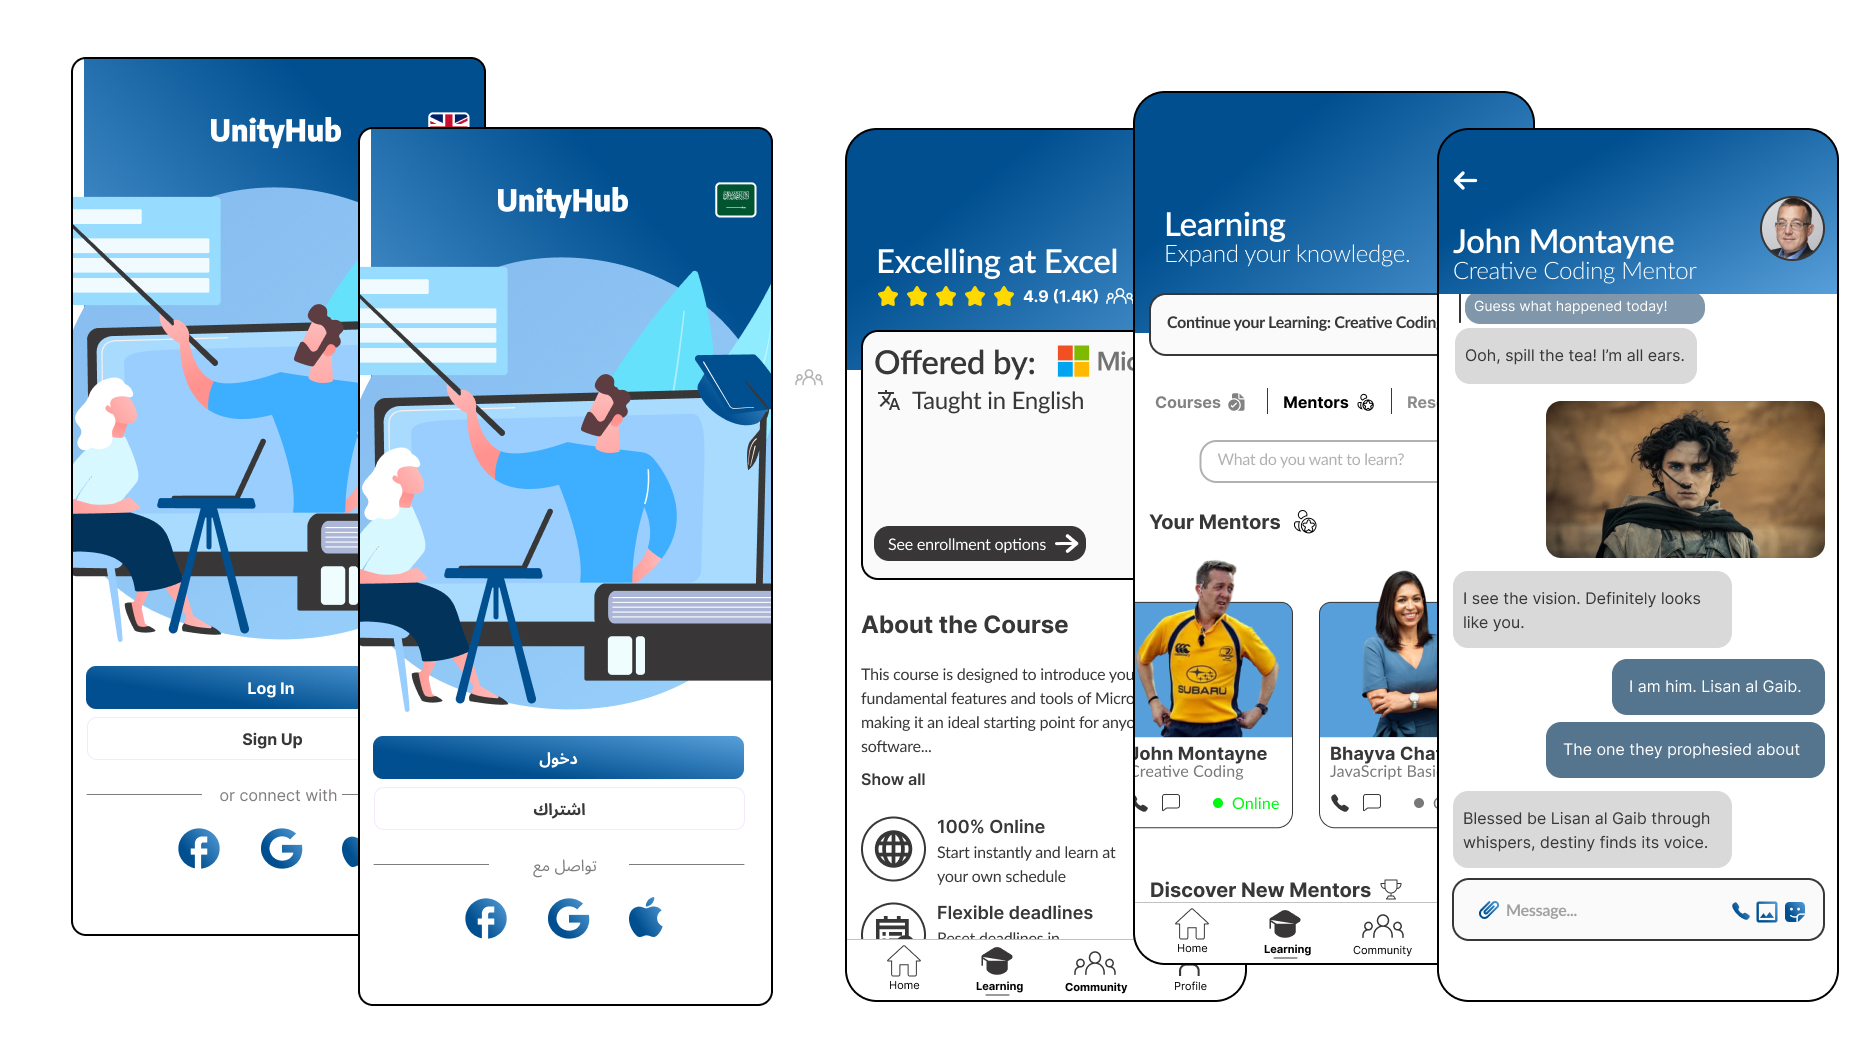 UnityHub
Log In
Sign Up
or connect with
UnityHub
دخول
اشتراك
تواصل مع
Excelling at Excel
4.9 (1.4K)
Offered by:
Taught in English
See enrollment options
About the Course
This course is designed to introduce you
fundamental features and tools of Micro
making it an ideal starting point for anyo
software...
Show all
100% Online
Start instantly and learn at
your own schedule
Flexible deadlines
Reset deadlines in
Home
Learning
Community
Profile
Learning
Expand your knowledge.
Continue your Learning: Creative Coding
Courses
Mentors
Res
What do you want to learn?
Your Mentors
SUBARU
John Montayne
Creative Coding
Online
Bhayva Chat
JavaScript Basi
Discover New Mentors
Home
Learning
Community
John Montayne
Creative Coding Mentor
Guess what happened today!
Ooh, spill the tea! I'm all ears.
I see the vision. Definitely looks
like you.
I am him. Lisan al Gaib.
The one they prophesied about
Blessed be Lisan al Gaib through
whispers, destiny finds its voice.
Message...